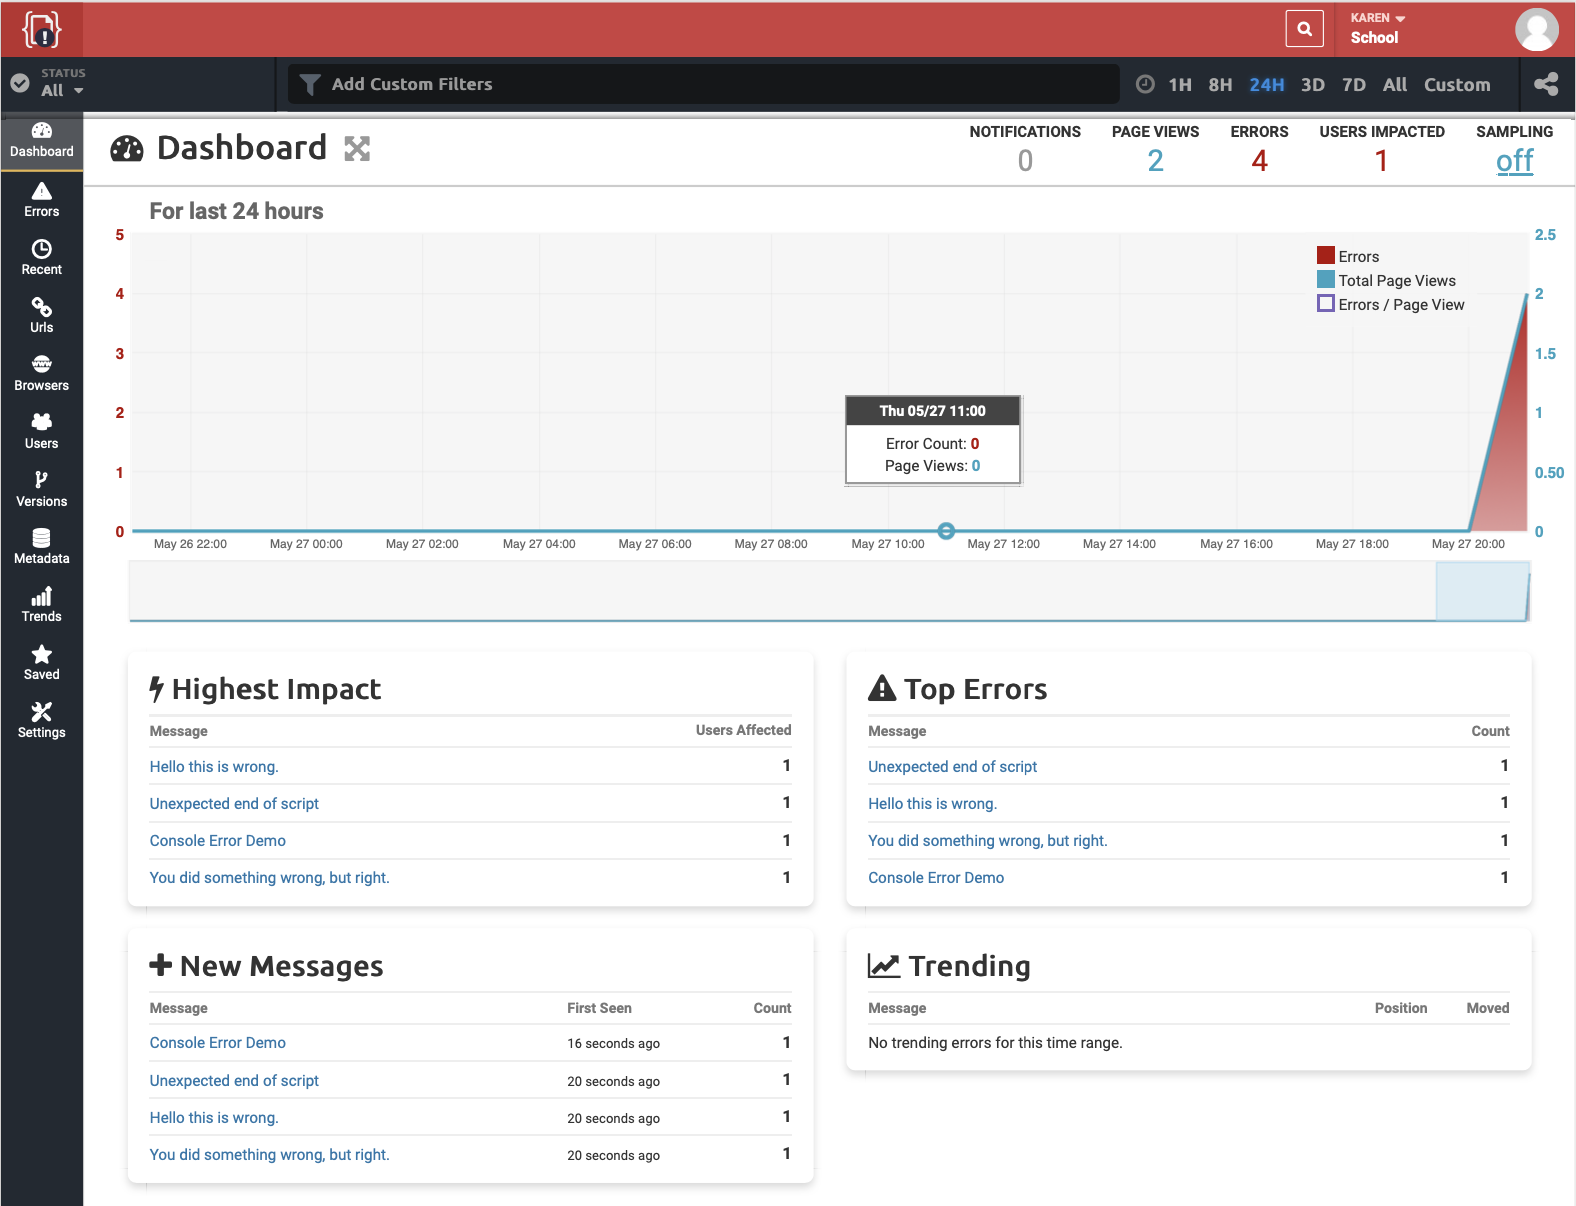 KAREN
School
STATUS
All
Add Custom Filters
1H 8H 24H 3D 7D All Custom
Dashboard
Errors
Recent
Urls
Browsers
Users
Versions
Metadata
Trends
Saved
Settings
Dashboard
NOTIFICATIONS PAGE VIEWS ERRORS USERS IMPACTED SAMPLING
0 2 4 1 off
For last 24 hours
5 2.5
4 2
3 1.5
2 1
1 0.50
0 0
Errors
Total Page Views
Errors / Page View
Thu 05/27 11:00
Error Count: 0
Page Views: 0
May 26 22:00 May 27 00:00 May 27 02:00 May 27 04:00 May 27 06:00 May 27 08:00 May 27 10:00 May 27 12:00 May 27 14:00 May 27 16:00 May 27 18:00 May 27 20:00
Highest Impact
Message Users Affected
Hello this is wrong. 1
Unexpected end of script 1
Console Error Demo 1
You did something wrong, but right. 1
Top Errors
Message Count
Unexpected end of script 1
Hello this is wrong. 1
You did something wrong, but right. 1
Console Error Demo 1
New Messages
Message First Seen Count
Console Error Demo 16 seconds ago 1
Unexpected end of script 20 seconds ago 1
Hello this is wrong. 20 seconds ago 1
You did something wrong, but right. 20 seconds ago 1
Trending
Message Position Moved
No trending errors for this time range.